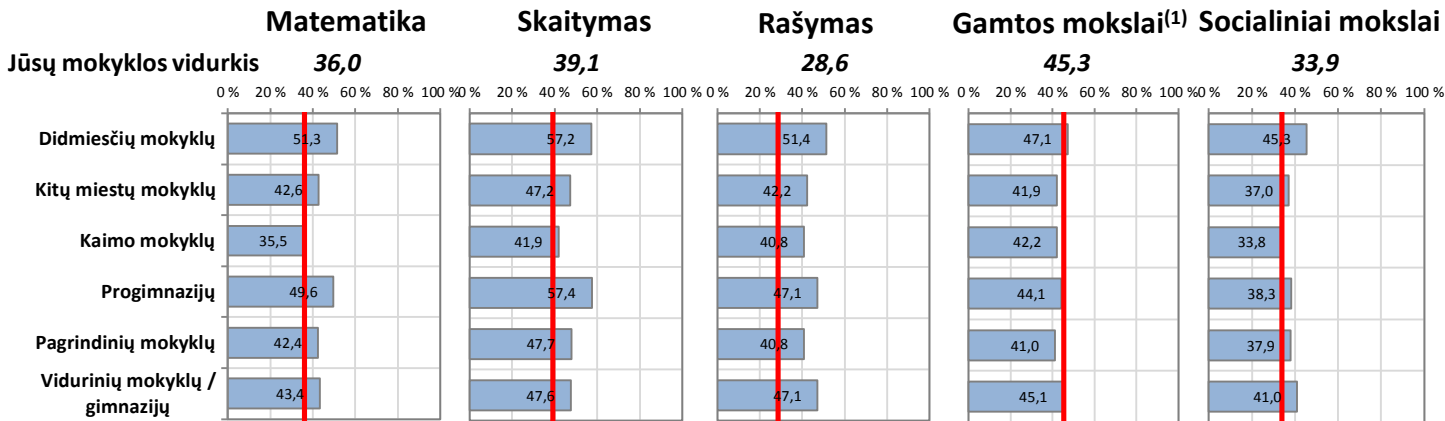 Matematika Skaitymas Rašymas Gamtos mokslai(1) Socialiniai mokslai
Jūsų mokyklos vidurkis 36,0 39,1 28,6 45,3 33,9
0 % 20 % 40 % 60 % 80 % 100 % 0 % 20 % 40 % 60 % 80 % 100 % 0 % 20 % 40 % 60 % 80 % 100 % 0 % 20 % 40 % 60 % 80 % 100 % 0 % 20 % 40 % 60 % 80 % 100 %
Didmiesčių mokyklų 51,3 57,2 51,4 47,1 45,3
Kitų miestų mokyklų 42,6 47,2 42,2 41,9 37,0
Kaimo mokyklų 35,5 41,9 40,8 42,2 33,8
Progimnazijų 49,6 57,4 47,1 44,1 38,3
Pagrindinių mokyklų 42,4 47,7 40,8 41,0 37,9
Vidurinių mokyklų /
gimnazijų 43,4 47,6 47,1 45,1 41,0